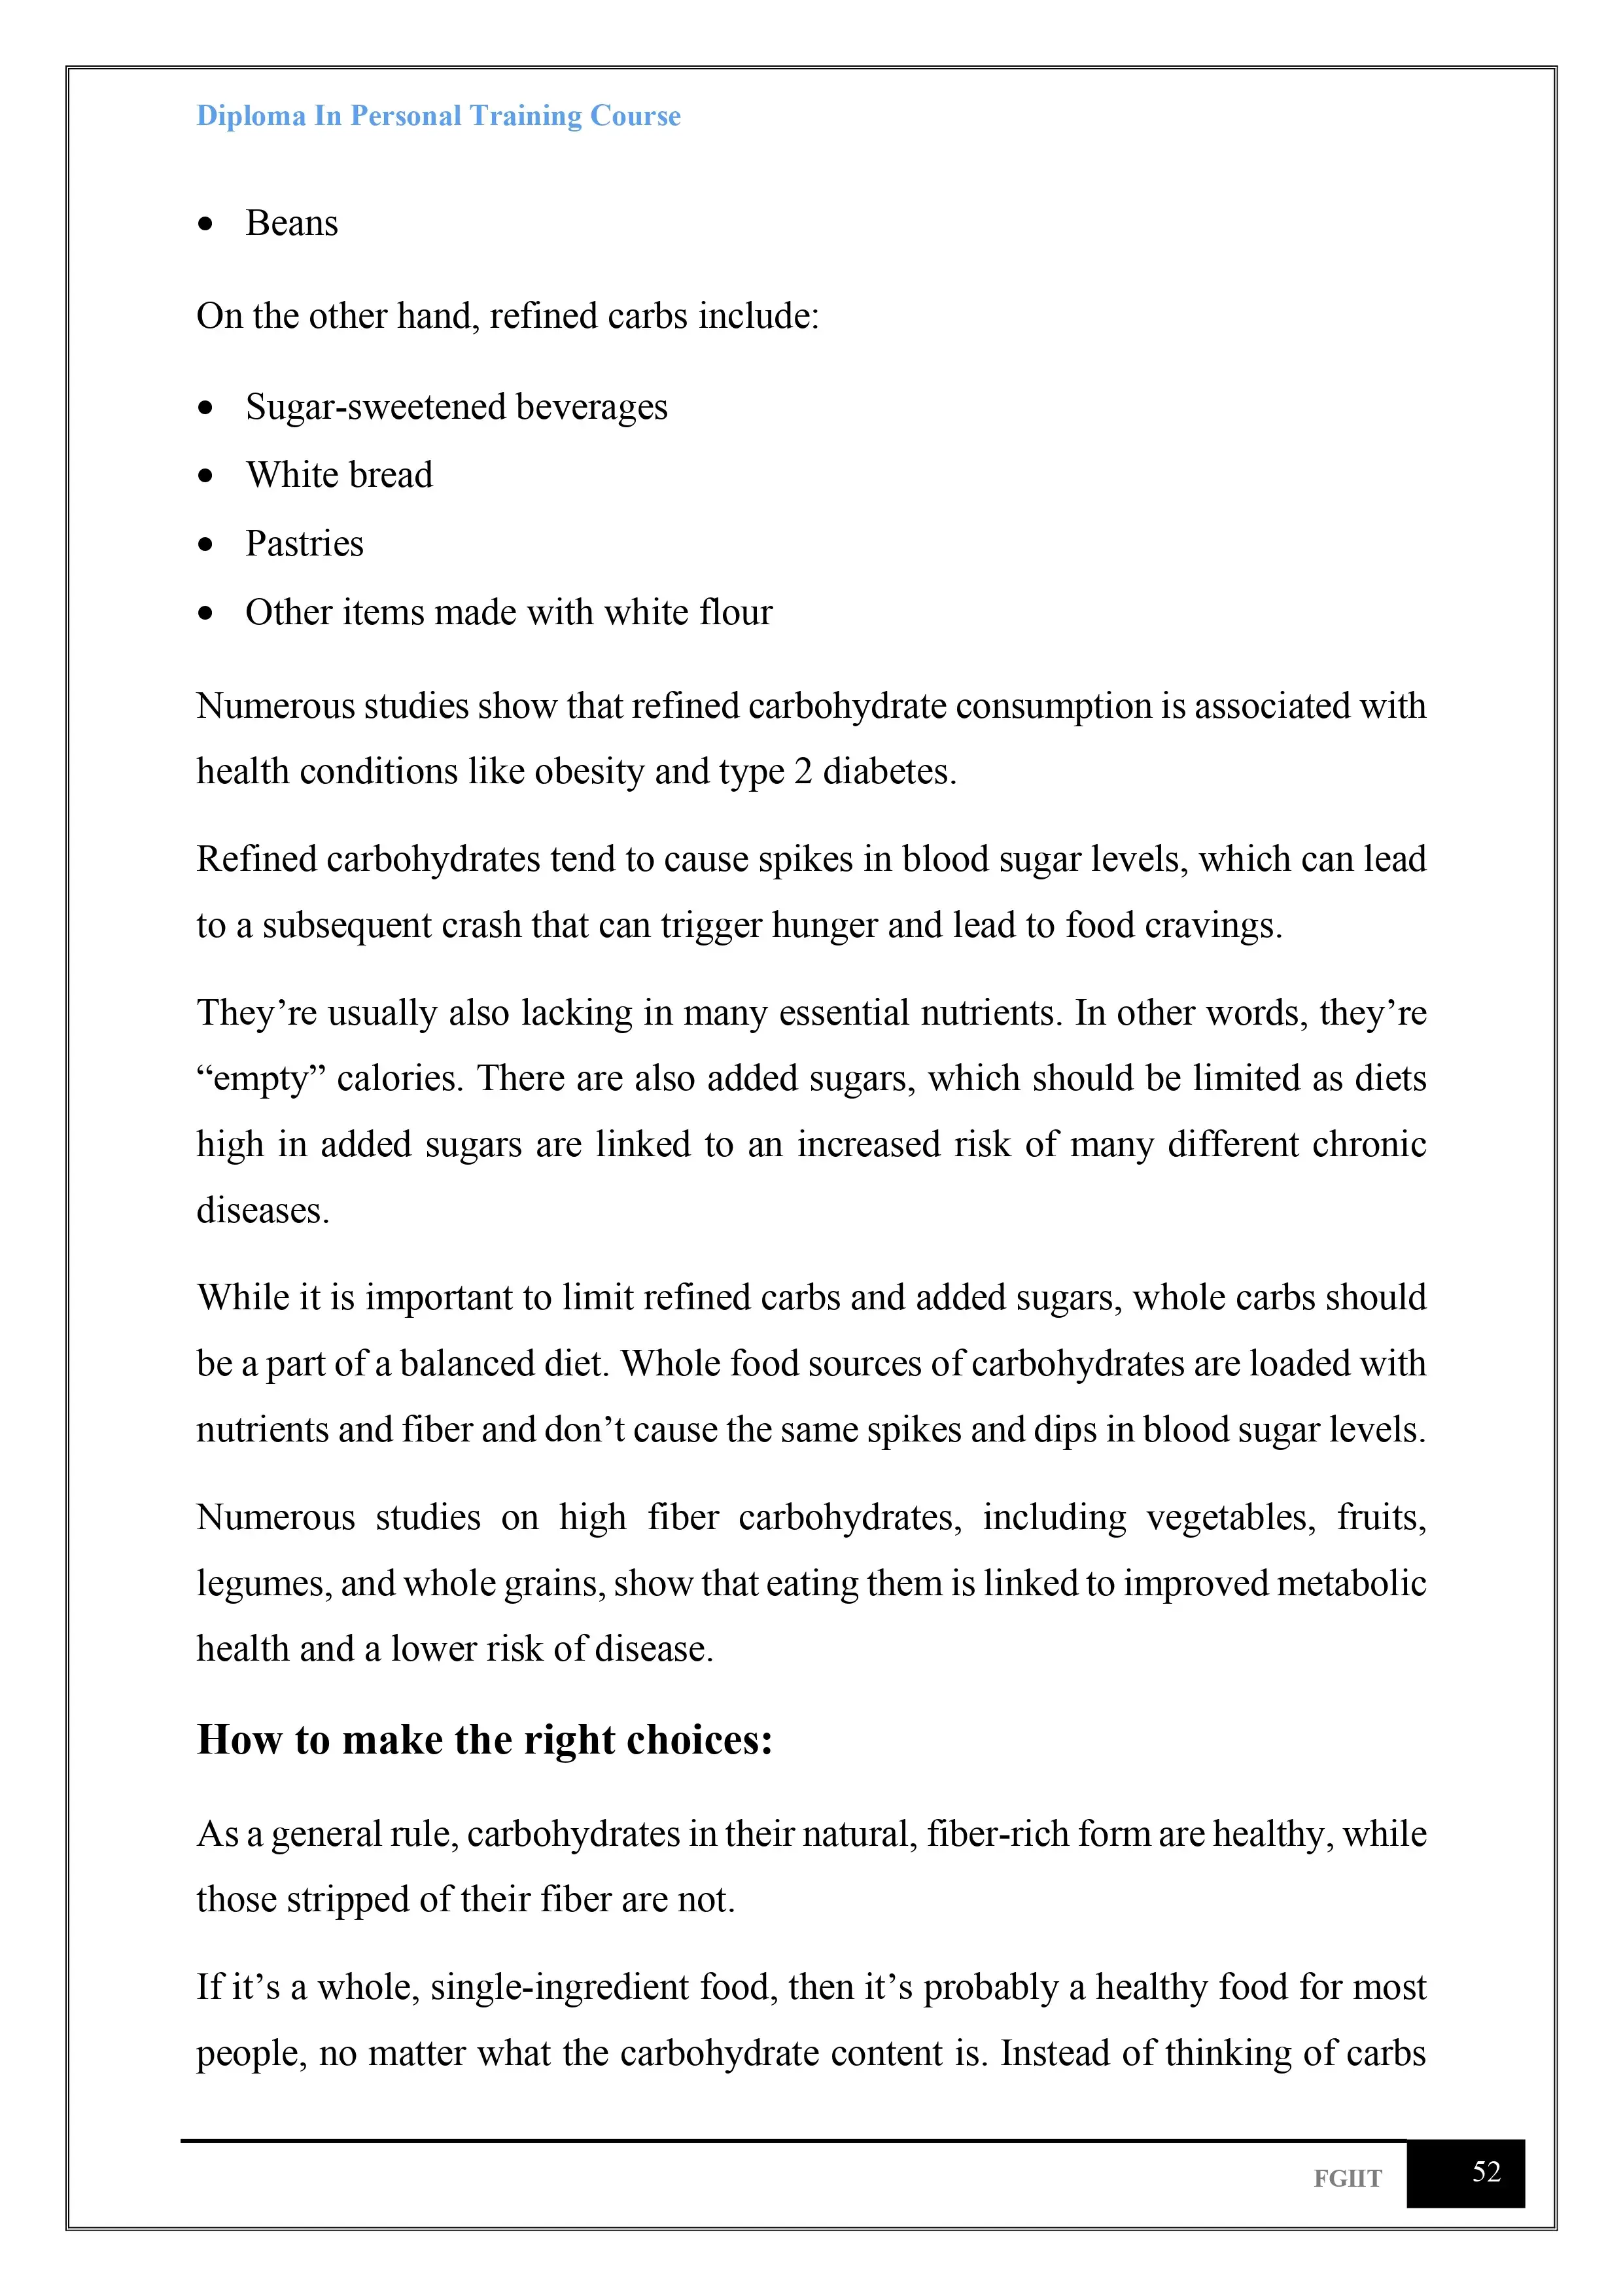 Diploma In Personal Training Course
• Beans
On the other hand, refined carbs include:
• Sugar-sweetened beverages
• White bread
• Pastries
• Other items made with white flour
Numerous studies show that refined carbohydrate consumption is associated with
health conditions like obesity and type 2 diabetes.
Refined carbohydrates tend to cause spikes in blood sugar levels, which can lead
to a subsequent crash that can trigger hunger and lead to food cravings.
They’re usually also lacking in many essential nutrients. In other words, they’re
“empty” calories. There are also added sugars, which should be limited as diets
high in added sugars are linked to an increased risk of many different chronic
diseases.
While it is important to limit refined carbs and added sugars, whole carbs should
be a part of a balanced diet. Whole food sources of carbohydrates are loaded with
nutrients and fiber and don’t cause the same spikes and dips in blood sugar levels.
Numerous studies on high fiber carbohydrates, including vegetables, fruits,
legumes, and whole grains, show that eating them is linked to improved metabolic
health and a lower risk of disease.
How to make the right choices:
As a general rule, carbohydrates in their natural, fiber-rich form are healthy, while
those stripped of their fiber are not.
If it’s a whole, single-ingredient food, then it’s probably a healthy food for most
people, no matter what the carbohydrate content is. Instead of thinking of carbs
FGIIT 52